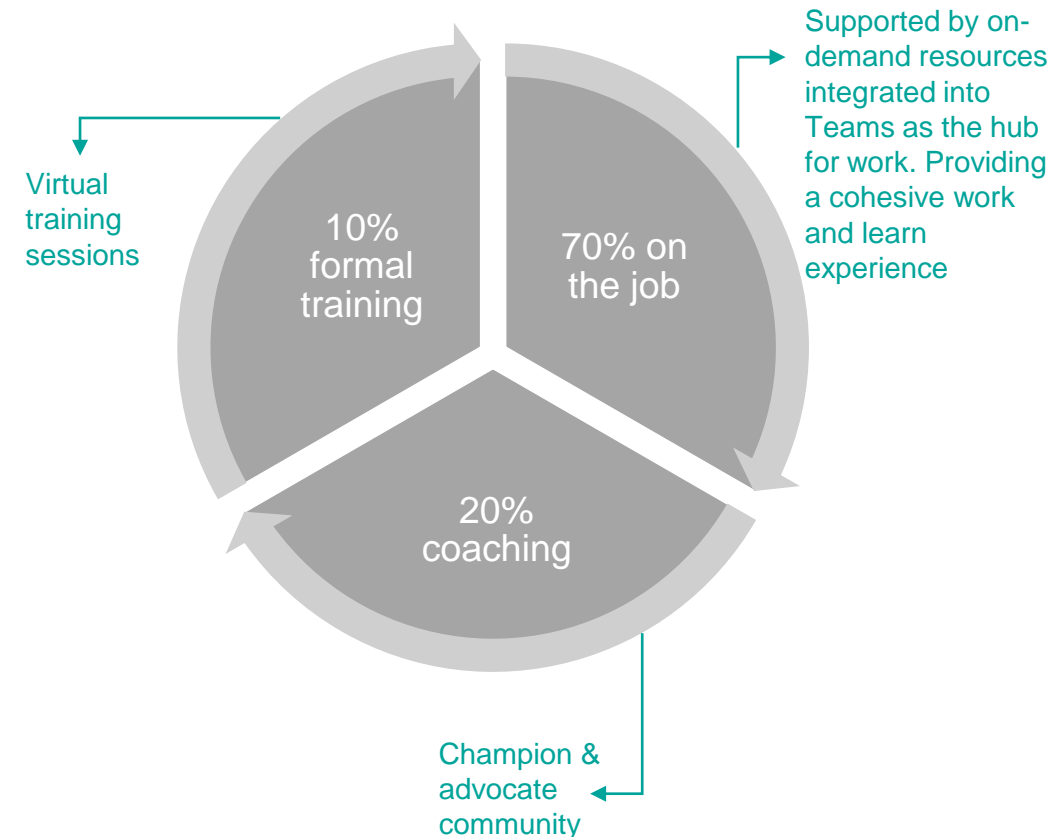 Supported by on-
demand resources
integrated into
Teams as the hub
for work. Providing
a cohesive work
and learn
experience
Virtual
training
sessions
10%
formal
training
70% on
the job
20%
coaching
Champion &
advocate
community